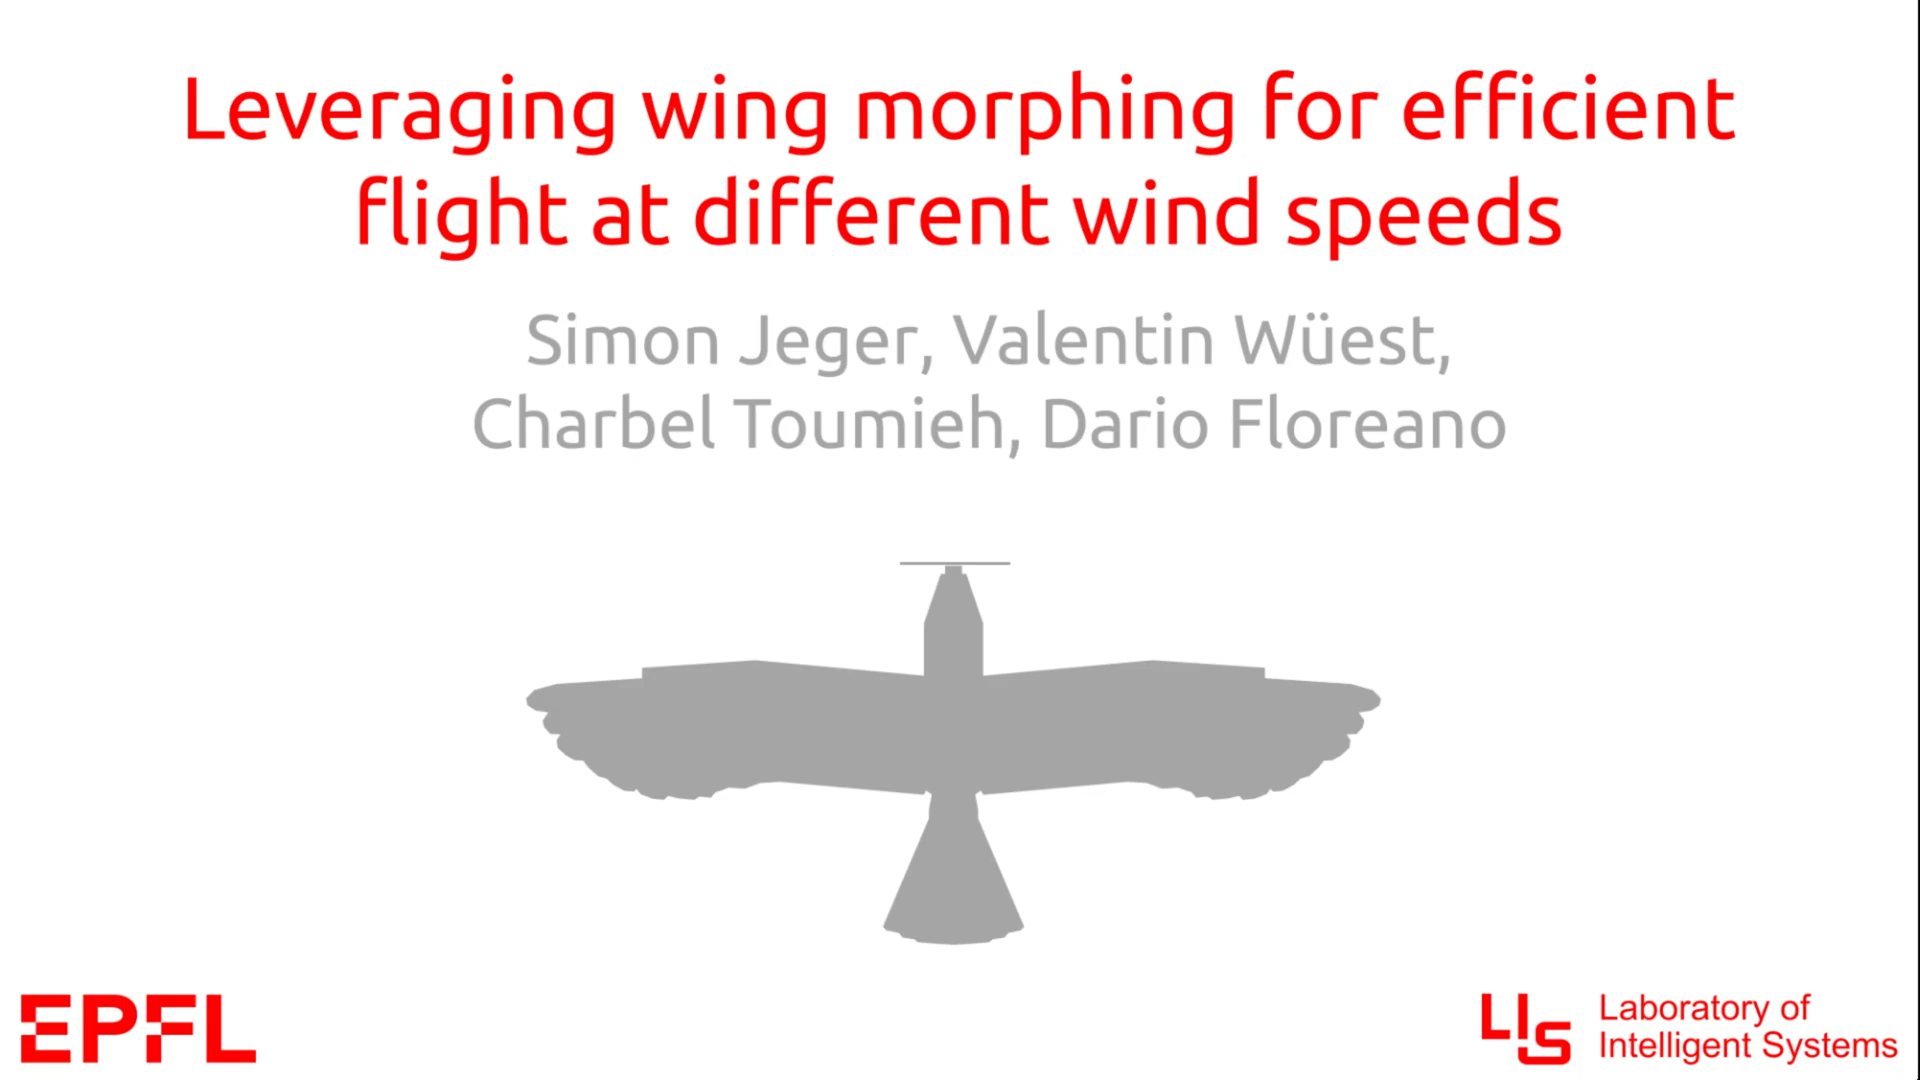 Leveraging wing morphing for efficient
flight at different wind speeds
Simon Jeger, Valentin Wüest,
Charbel Toumieh, Dario Floreano
EPFL
LIS
Laboratory of
Intelligent Systems